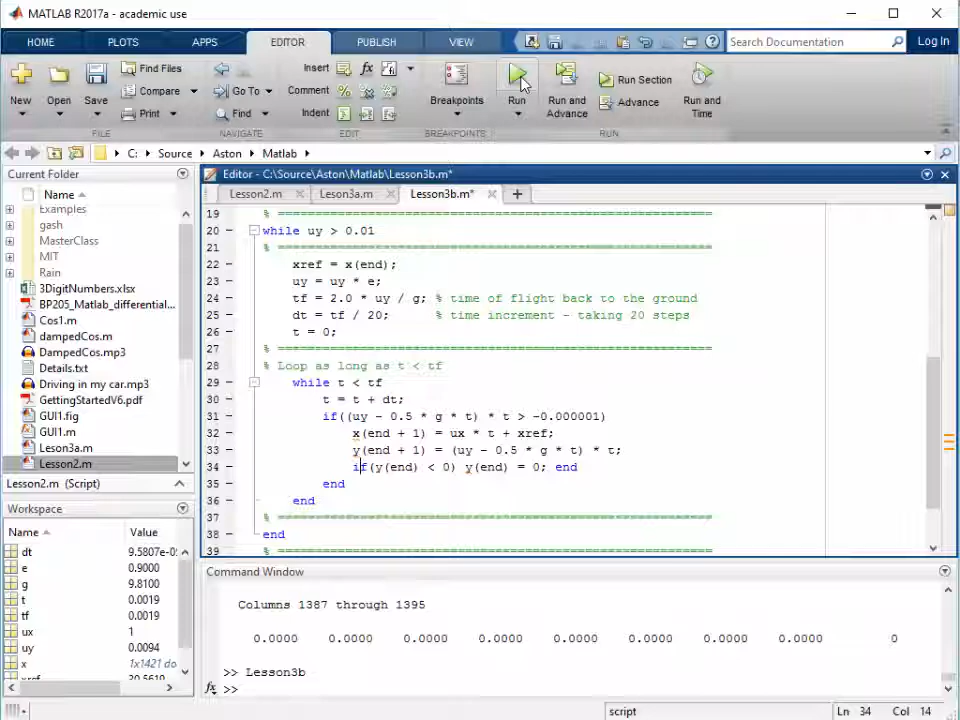 MATLAB R2017a - academic use
HOME PLOTS APPS EDITOR PUBLISH VIEW Search Documentation Log In
New Open Save Find Files Compare Print
Go To Find
Insert fx
Comment
Indent
Breakpoints Run Run and Advance Run Section Advance Run and Time
FILE NAVIGATE EDIT BREAKPOINTS RUN
C: Source Aston Matlab
Current Folder
Name
Examples
gash
MasterClass
MIT
Rain
3DigitNumbers.xlsx
BP205_Matlab_differential...
Cos1.m
dampedCos.m
DampedCos.mp3
Details.txt
Driving in my car.mp3
GettingStartedV6.pdf
GUI1.fig
GUI1.m
Leson3a.m
Lesson2.m
Lesson2.m (Script)
Workspace
Name Value
dt 9.5807e-0
e 0.9000
g 9.8100
t 0.0019
tf 0.0019
ux 1
uy 0.0094
x 1x1421 do
xref 20.5619
Editor - C:\Source\Aston\Matlab\Lesson3b.m*
Lesson2.m Lesson3a.m Lesson3b.m* +
19 % ==========================================================
20 while uy > 0.01
21 % ==========================================================
22 xref = x(end);
23 uy = uy * e;
24 tf = 2.0 * uy / g; % time of flight back to the ground
25 dt = tf / 20; % time increment - taking 20 steps
26 t = 0;
27 % ==========================================================
28 % Loop as long as t < tf
29 while t < tf
30 t = t + dt;
31 if((uy - 0.5 * g * t) * t > -0.000001)
32 x(end + 1) = ux * t + xref;
33 y(end + 1) = (uy - 0.5 * g * t) * t;
34 if(y(end) < 0) y(end) = 0; end
35 end
36 end
37 % ==========================================================
38 end
39 % ==========================================================
Command Window
Columns 1387 through 1395
0.0000 0.0000 0.0000 0.0000 0.0000 0.0000 0.0000 0.0000 0
>> Lesson3b
fx >>
script Ln 34 Col 14